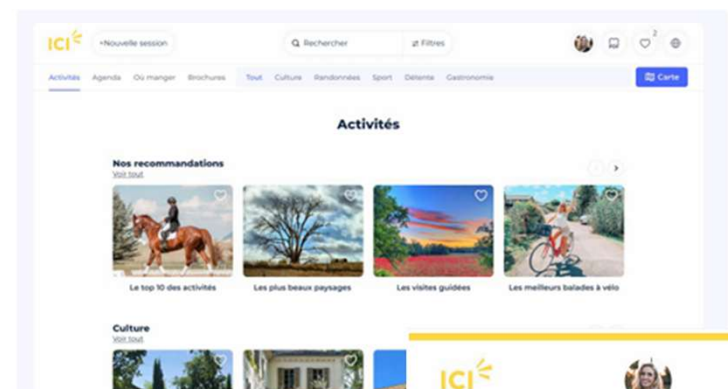 ICI
+Nouvelle session
Rechercher
Filtres
2
Activités Agenda Où manger Brochures Tout Culture Randonnées Sport Détente Gastronomie
Carte
Activités
Nos recommandations
Voir tout
Le top 10 des activités
Les plus beaux paysages
Les visites guidées
Les meilleurs balades à vélo
Culture
Voir tout
ICI